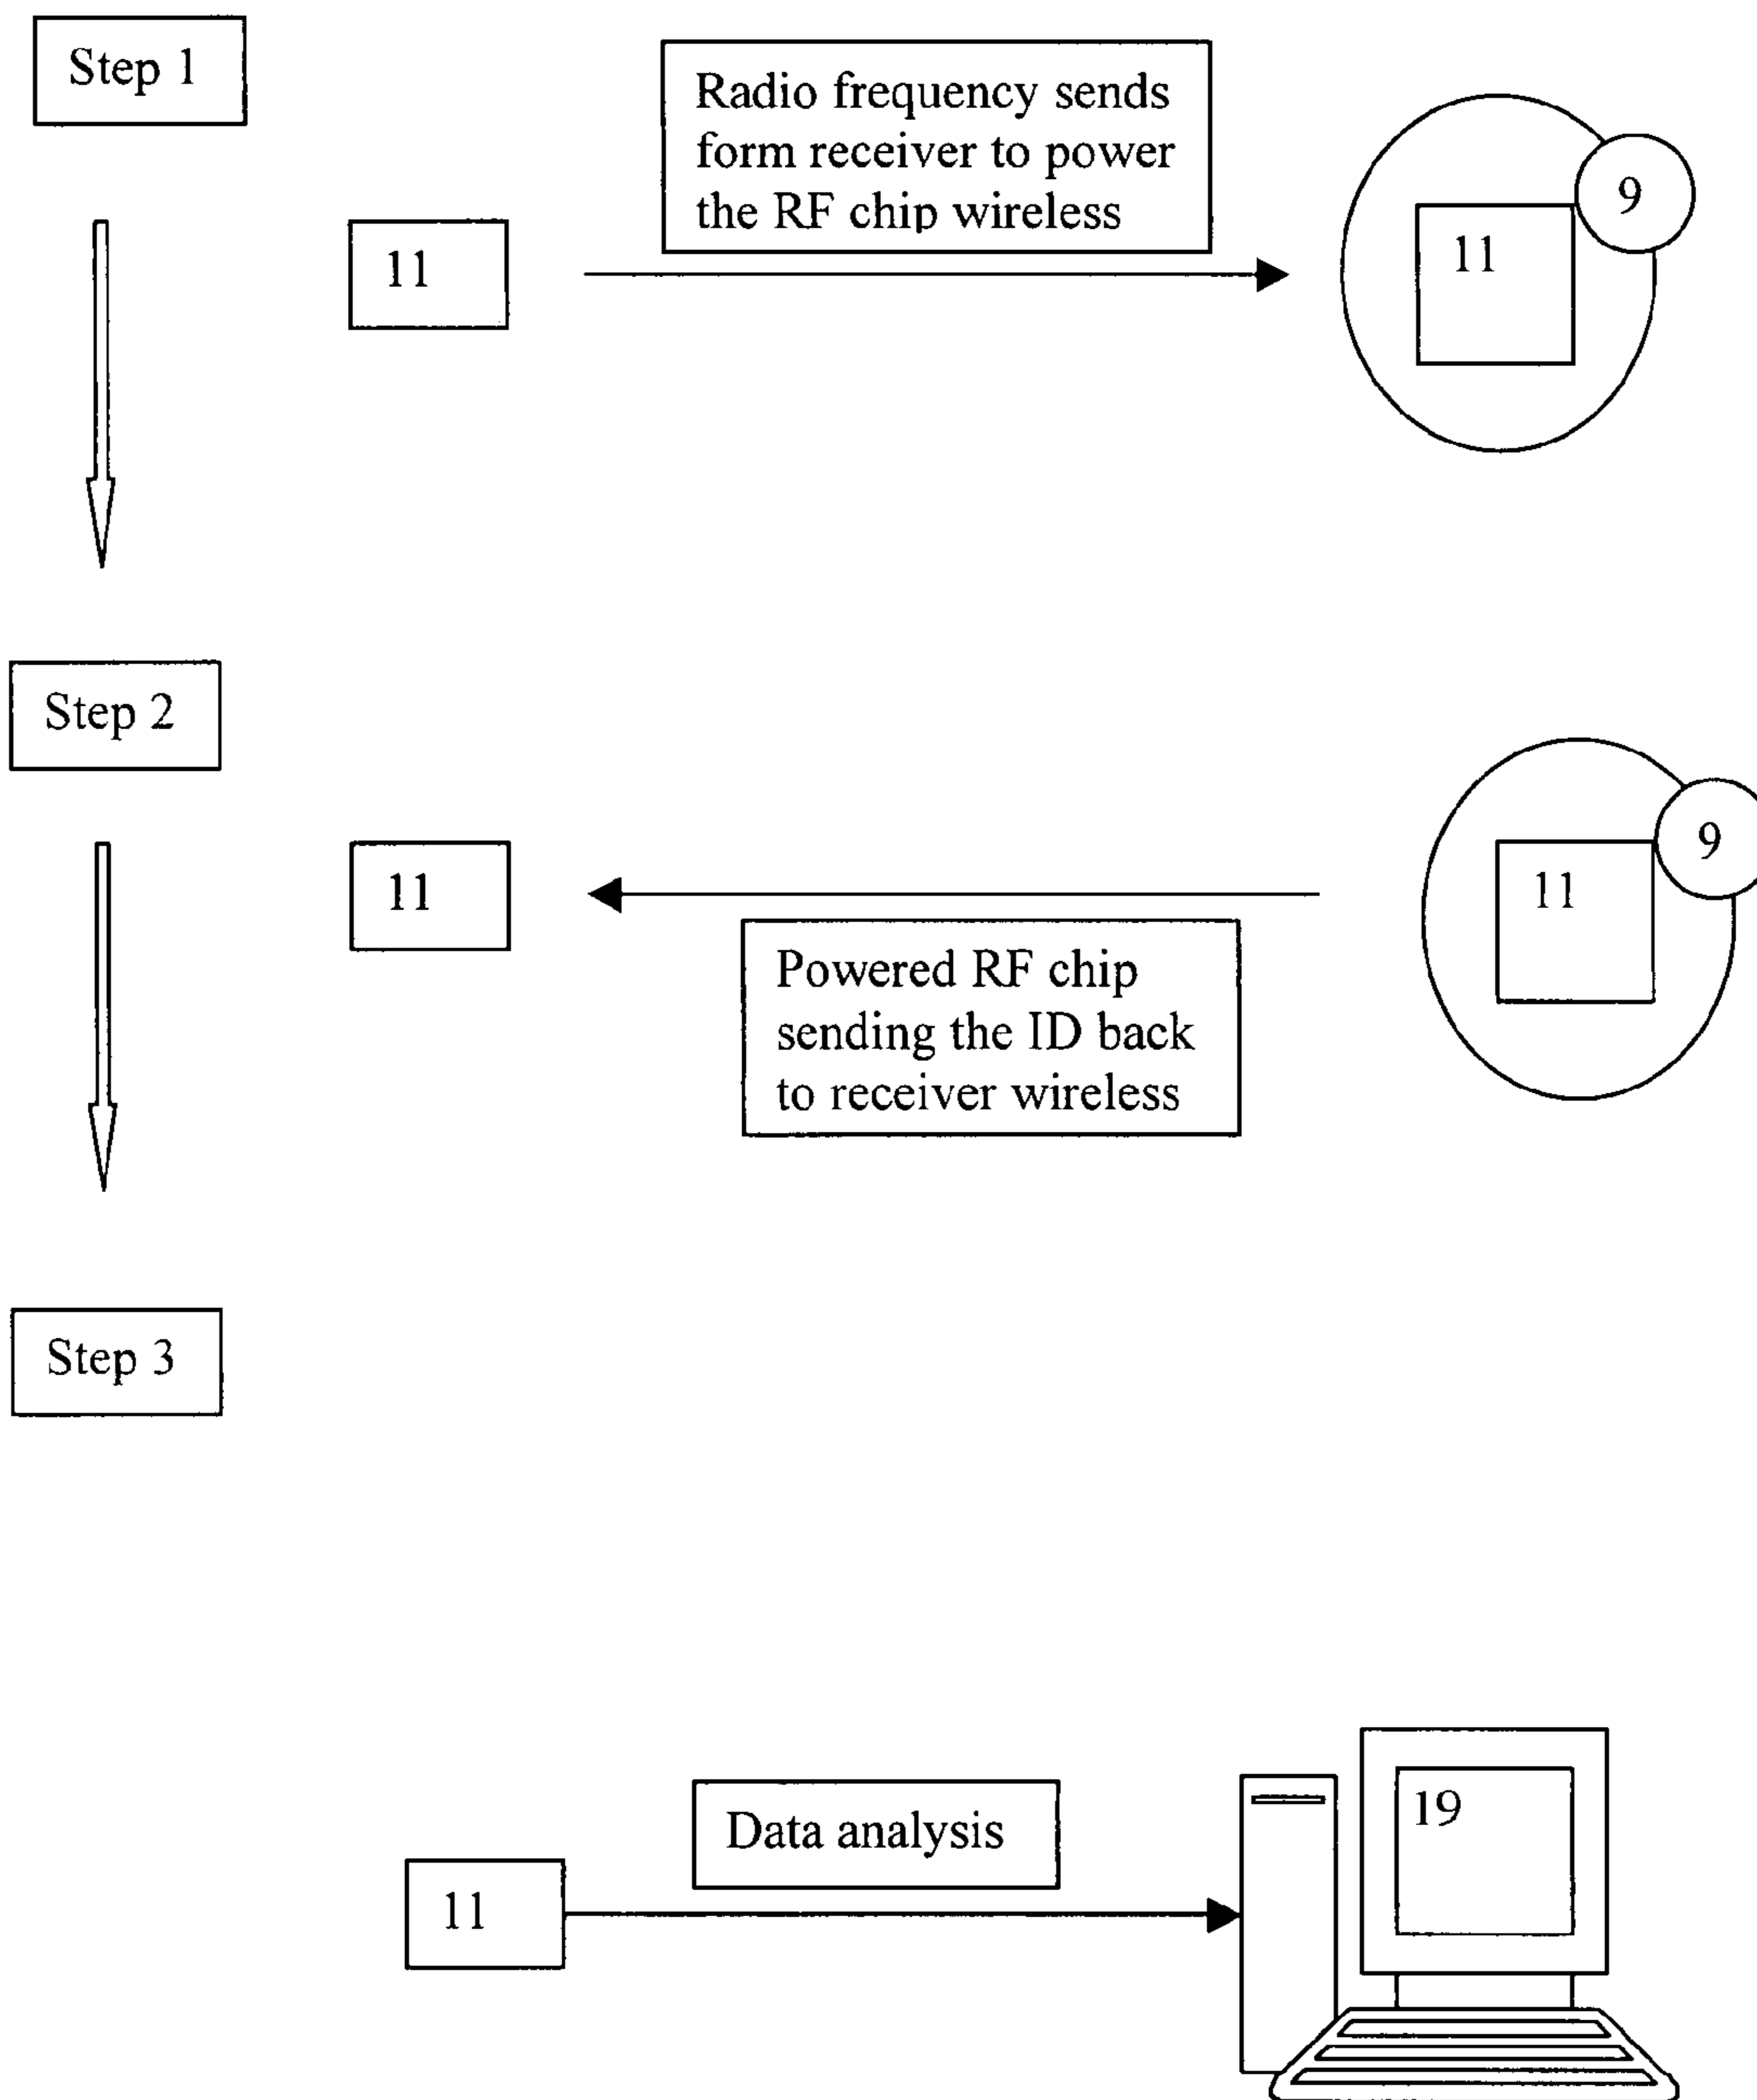 Step 1
Radio frequency sends
form receiver to power
the RF chip wireless
9
11
11
Step 2
9
11
11
Powered RF chip
sending the ID back
to receiver wireless
Step 3
19
Data analysis
11